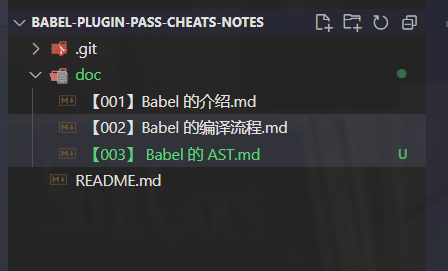 BABEL-PLUGIN-PASS-CHEATS-NOTES
.git
doc
【001】Babel 的介绍.md
【002】Babel 的编译流程.md
【003】 Babel 的 AST.md U
README.md